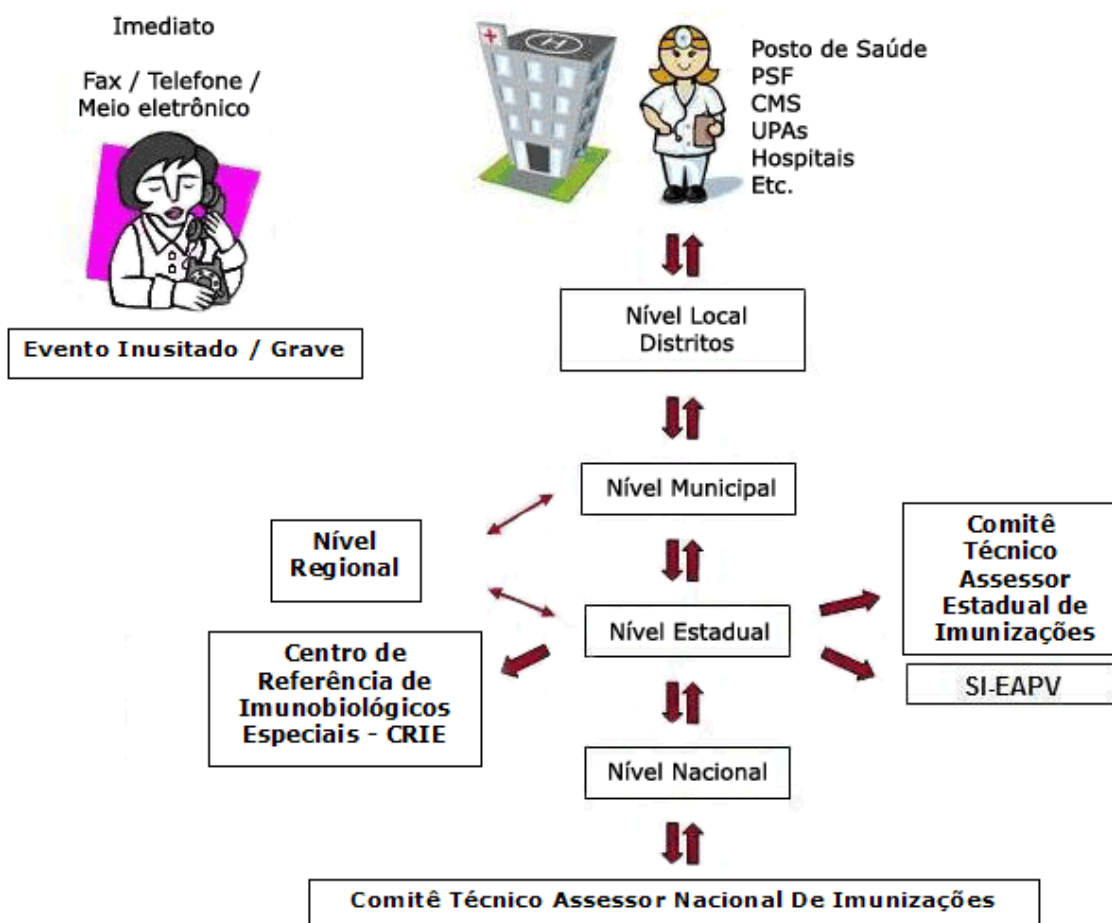 Imediato
Fax / Telefone /
Meio eletrônico
Evento Inusitado / Grave
H
Posto de Saúde
PSF
CMS
UPAs
Hospitais
Etc.
Nível Local
Distritos
Nível Municipal
Nível
Regional
Nível Estadual
Comitê
Técnico
Assessor
Estadual de
Imunizações
SI-EAPV
Centro de
Referência de
Imunobiológicos
Especiais - CRIE
Nível Nacional
Comitê Técnico Assessor Nacional De Imunizações